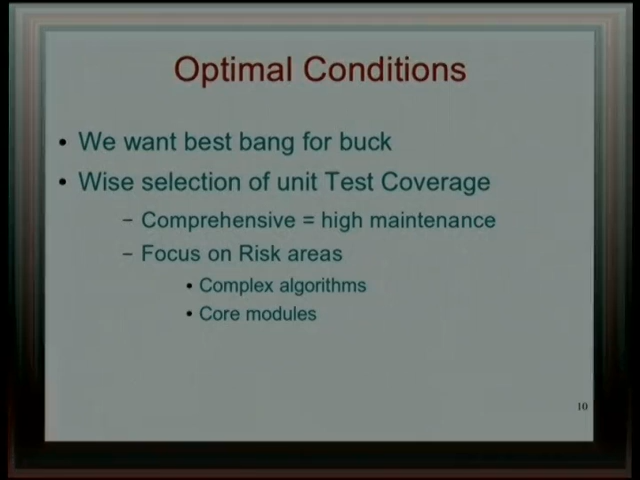 Optimal Conditions
• We want best bang for buck
• Wise selection of unit Test Coverage
– Comprehensive = high maintenance
– Focus on Risk areas
• Complex algorithms
• Core modules
10